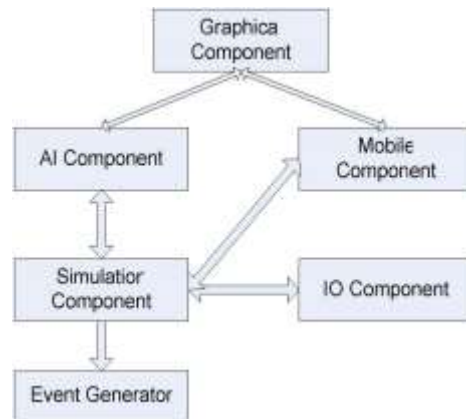 Graphica
Component
AI Component
Mobile
Component
Simulatior
Component
IO Component
Event Generator